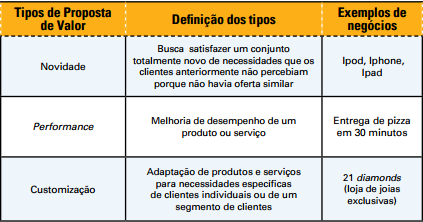 Tipos de Proposta
de Valor
Definição dos tipos
Exemplos de
negócios
Novidade
Busca satisfazer um conjunto
totalmente novo de necessidades que os
clientes anteriormente não percebiam
porque não havia oferta similar
Ipod, Iphone,
Ipad
Performance
Melhoria de desempenho de um
produto ou serviço
Entrega de pizza
em 30 minutos
Customização
Adaptação de produtos e serviços
para necessidades específicas
de clientes individuais ou de um
segmento de clientes
21 diamonds
(loja de joias
exclusivas)